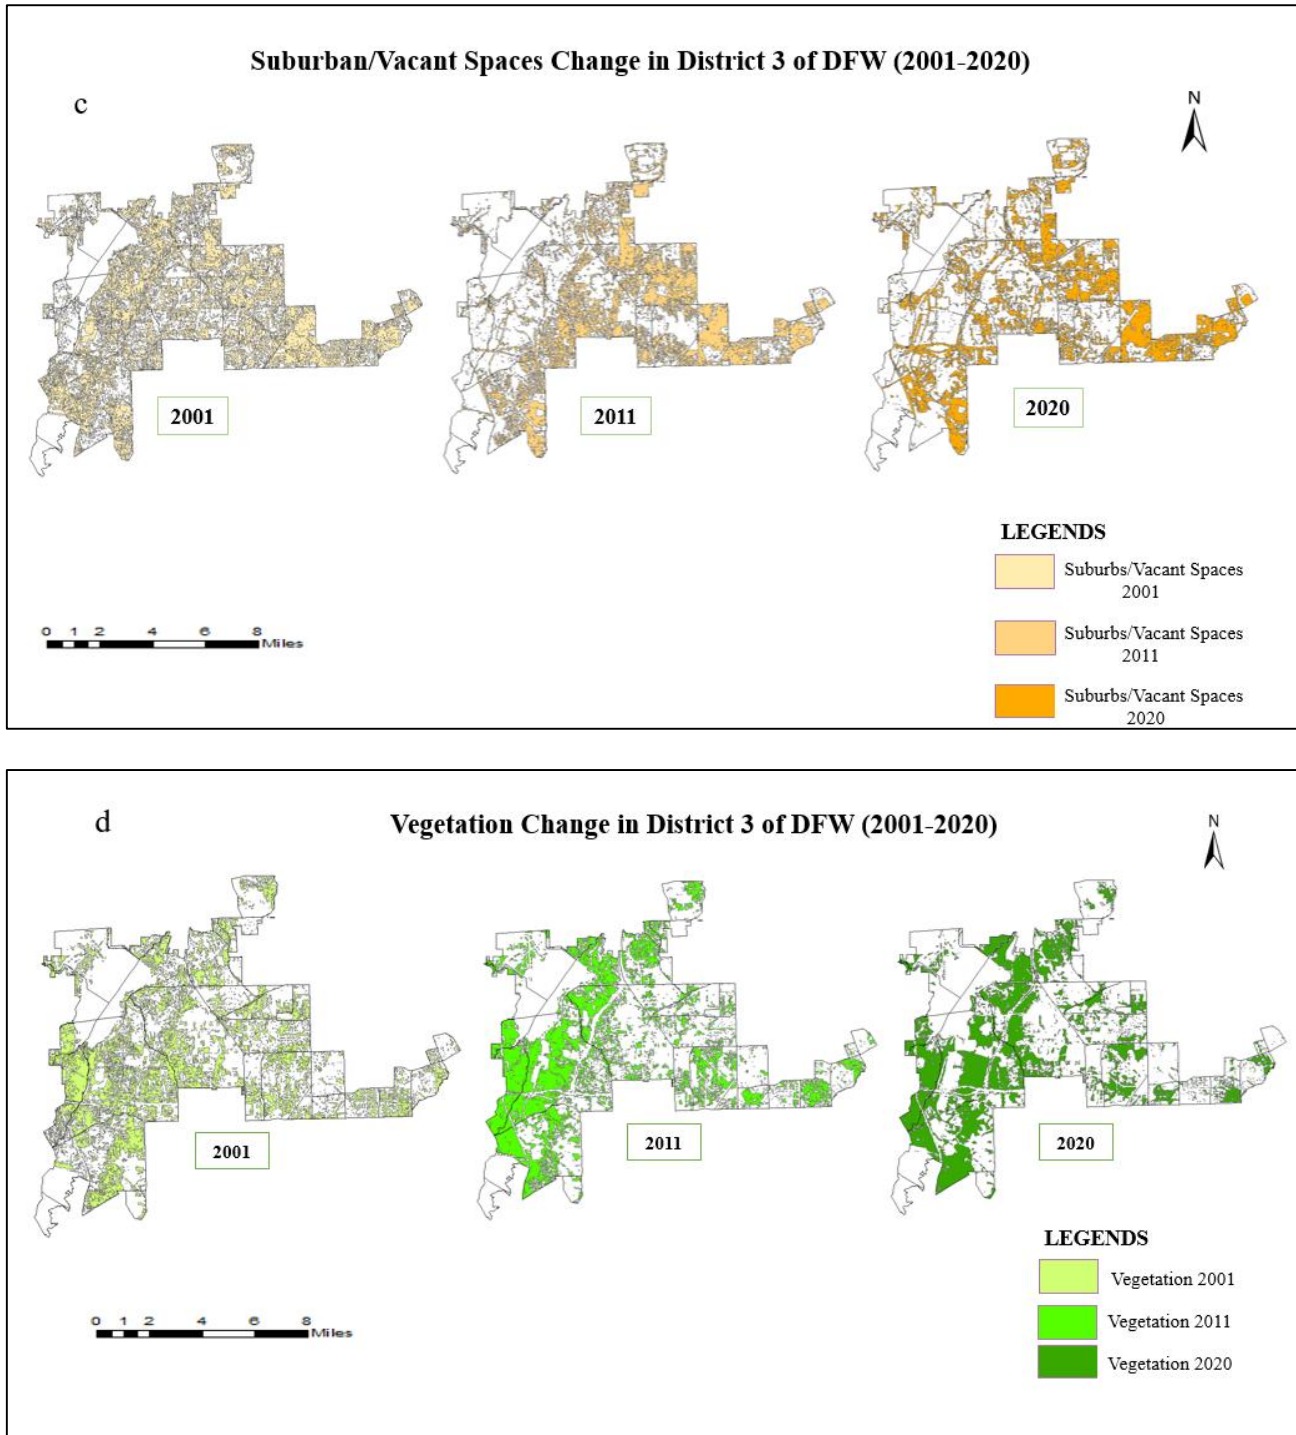 Suburban/Vacant Spaces Change in District 3 of DFW (2001-2020)
c
N
2001
2011
2020
LEGENDS
Suburbs/Vacant Spaces
2001
Suburbs/Vacant Spaces
2011
Suburbs/Vacant Spaces
2020
0 1 2 4 6 8
Miles
d
Vegetation Change in District 3 of DFW (2001-2020)
N
2001
2011
2020
LEGENDS
Vegetation 2001
Vegetation 2011
Vegetation 2020
0 1 2 4 6 8
Miles